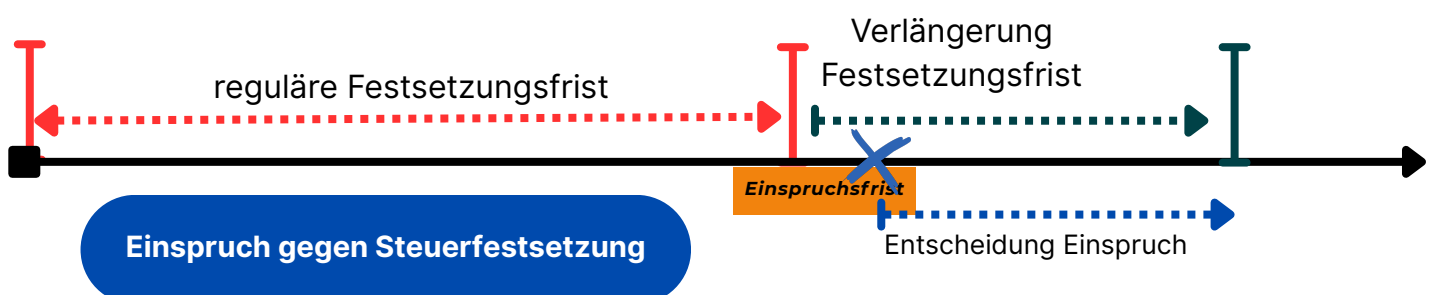 Verlängerung
Festsetzungsfrist
reguläre Festsetzungsfrist
Einspruchsfrist
Einspruch gegen Steuerfestsetzung
Entscheidung Einspruch